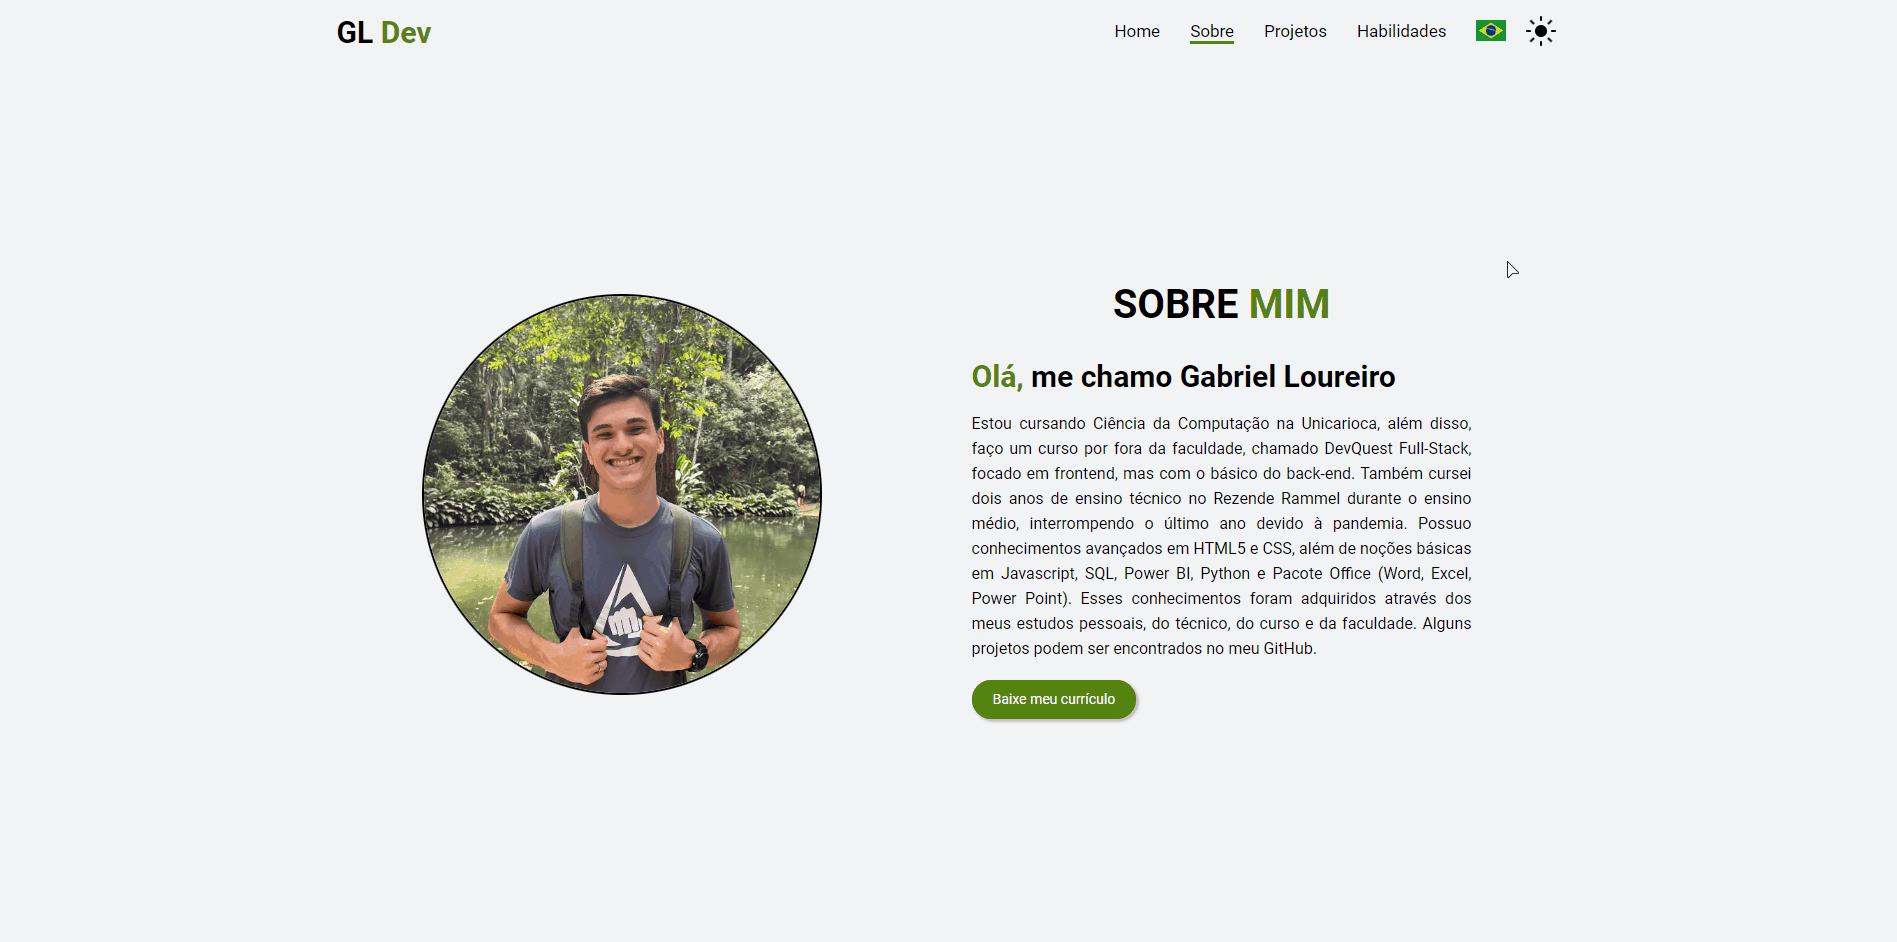 GL Dev
Home Sobre Projetos Habilidades
SOBRE MIM
Olá, me chamo Gabriel Loureiro
Estou cursando Ciência da Computação na Unicarioca, além disso,
faço um curso por fora da faculdade, chamado DevQuest Full-Stack,
focado em frontend, mas com o básico do back-end. Também cursei
dois anos de ensino técnico no Rezende Rammel durante o ensino
médio, interrompendo o último ano devido à pandemia. Possuo
conhecimentos avançados em HTML5 e CSS, além de noções básicas
em Javascript, SQL, Power BI, Python e Pacote Office (Word, Excel,
Power Point). Esses conhecimentos foram adquiridos através dos
meus estudos pessoais, do técnico, do curso e da faculdade. Alguns
projetos podem ser encontrados no meu GitHub.
Baixe meu currículo